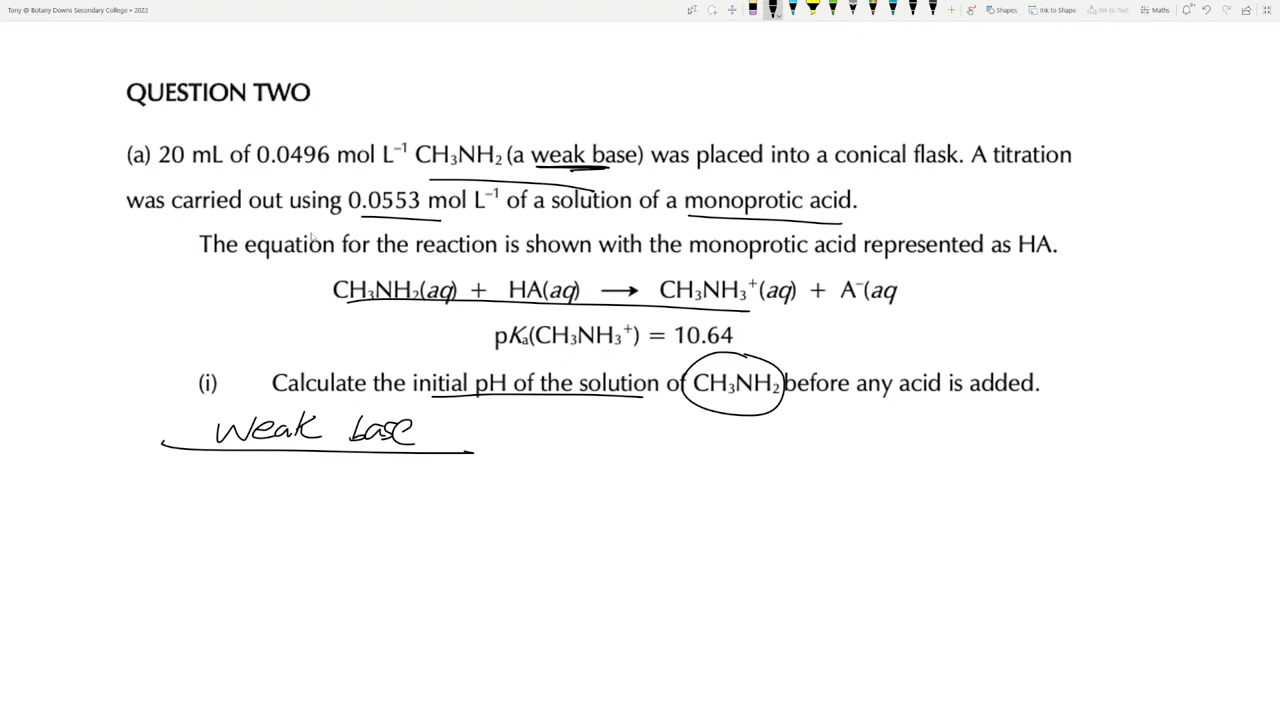 Tony @ Botany Downs Secondary College • 2022
Shapes Ink to Shape Ink to Text Maths
QUESTION TWO
(a) 20 mL of 0.0496 mol L⁻¹ CH₃NH₂ (a weak base) was placed into a conical flask. A titration
was carried out using 0.0553 mol L⁻¹ of a solution of a monoprotic acid.
The equation for the reaction is shown with the monoprotic acid represented as HA.
CH₃NH₂(aq) + HA(aq) ⟶ CH₃NH₃⁺(aq) + A⁻(aq
pKa(CH₃NH₃⁺) = 10.64
(i) Calculate the initial pH of the solution of CH₃NH₂ before any acid is added.
Weak base